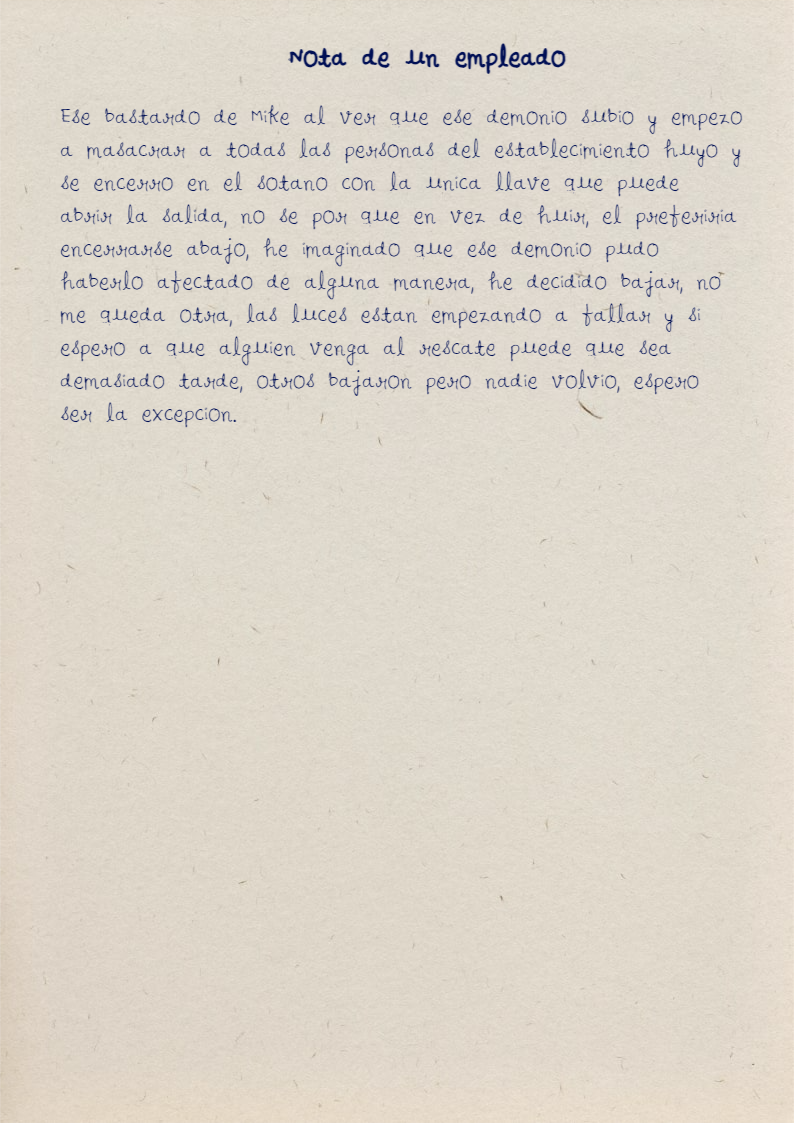 Nota de un empleado
Ese bastardo de Mike al ver que ese demonio subio y empezo
a masacrar a todas las personas del establecimiento huyo y
se encerro en el sotano con la unica llave que puede
abrir la salida, no se por que en vez de huir, el preferiria
encerrarse abajo, he imaginado que ese demonio pudo
haberlo afectado de alguna manera, he decidido bajar, no
me queda otra, las luces estan empezando a fallar y si
espero a que alguien venga al rescate puede que sea
demasiado tarde, otros bajaron pero nadie volvio, espero
ser la excepcion.